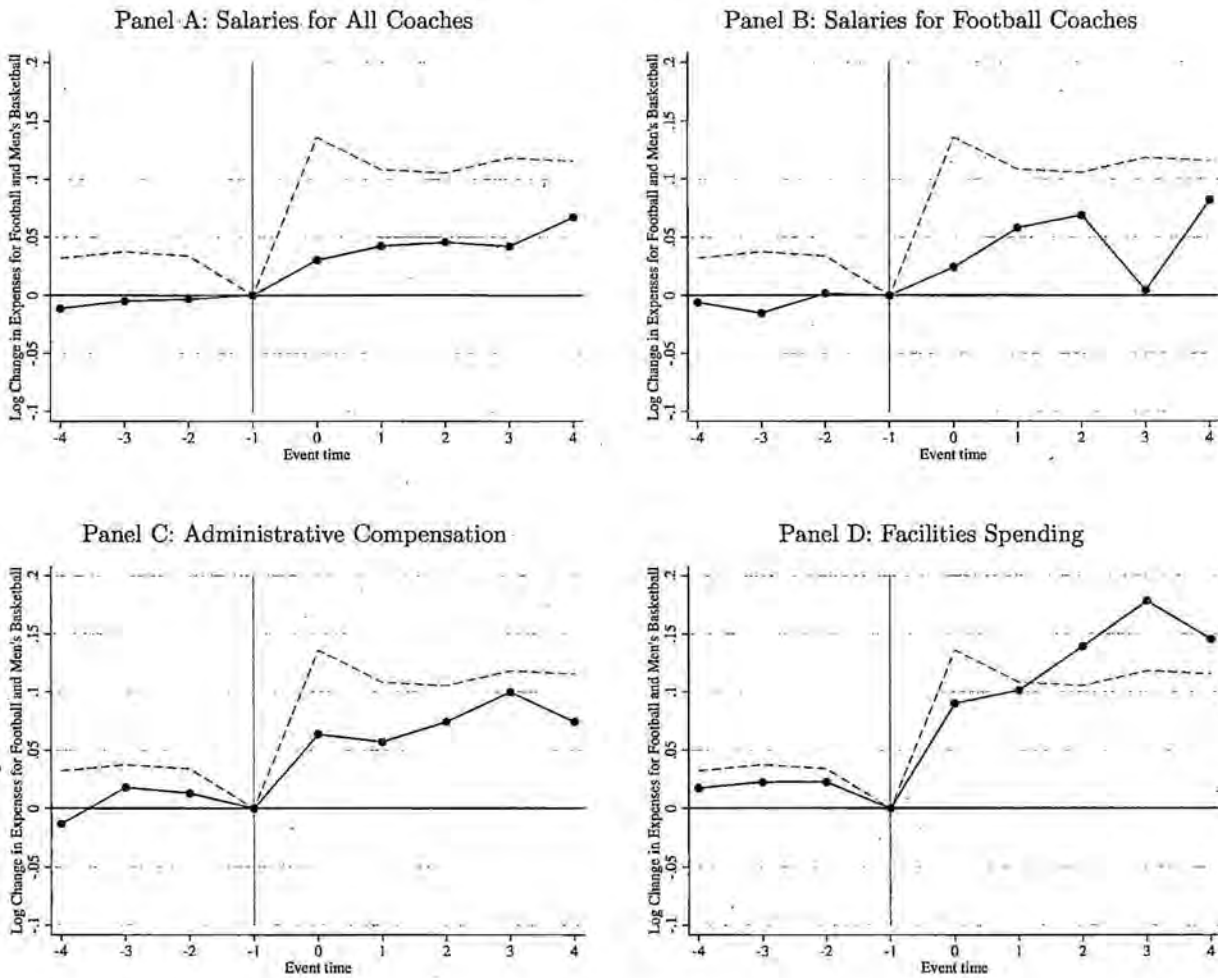 Panel A: Salaries for All Coaches
Log Change in Expenses for Football and Men's Basketball
-.1 -.05 0 .05 .1 .15 .2
-4 -3 -2 -1 0 1 2 3 4
Event time
Panel B: Salaries for Football Coaches
Log Change in Expenses for Football and Men's Basketball
-.1 -.05 0 .05 .1 .15 .2
-4 -3 -2 -1 0 1 2 3 4
Event time
Panel C: Administrative Compensation
Log Change in Expenses for Football and Men's Basketball
-.1 -.05 0 .05 .1 .15 .2
-4 -3 -2 -1 0 1 2 3 4
Event time
Panel D: Facilities Spending
Log Change in Expenses for Football and Men's Basketball
-.1 -.05 0 .05 .1 .15 .2
-4 -3 -2 -1 0 1 2 3 4
Event time